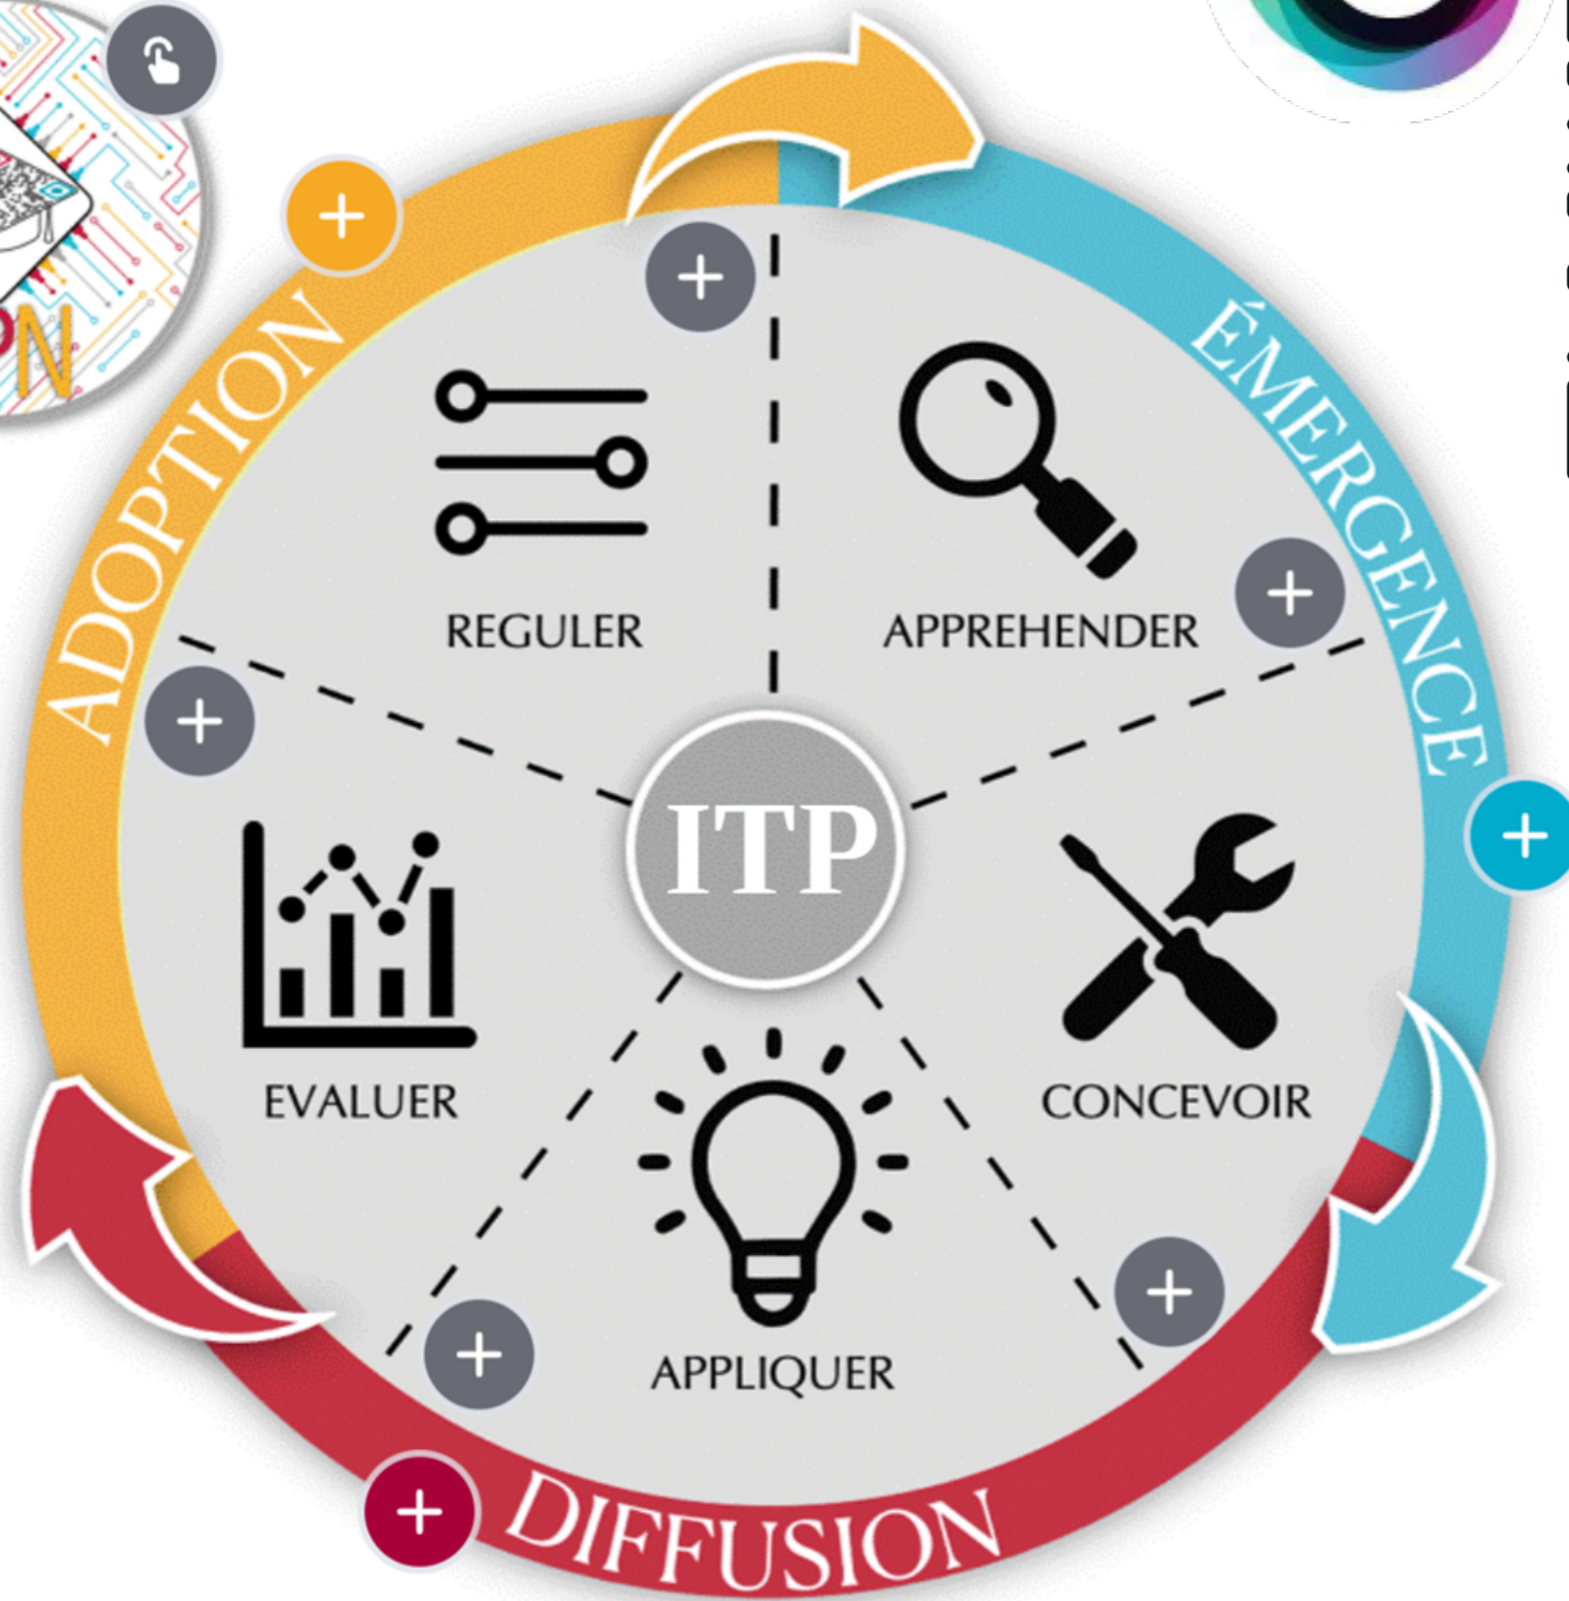 N
ADOPTION
ÉMERGENCE
REGULER
APPREHENDER
ITP
EVALUER
CONCEVOIR
APPLIQUER
DIFFUSION